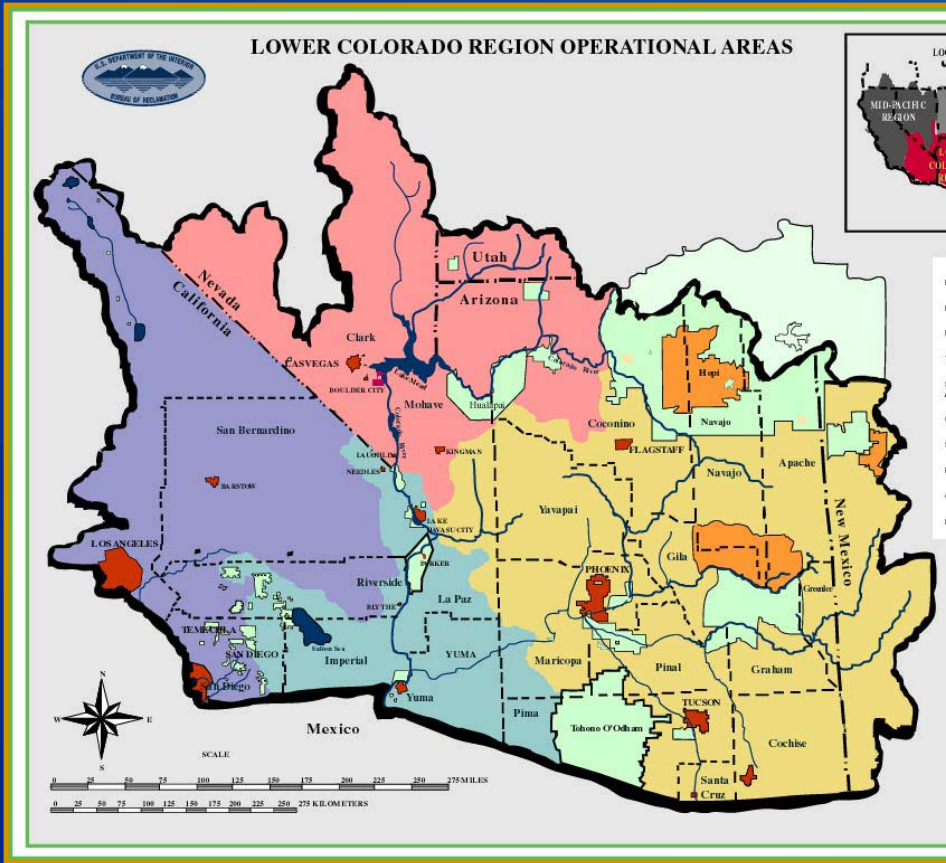 LOWER COLORADO REGION OPERATIONAL AREAS
U.S. DEPARTMENT OF THE INTERIOR
BUREAU OF RECLAMATION
MID-PACIFIC
REGION
Utah
Arizona
Nevada
California
Clark
LAS VEGAS
BOULDER CITY
Lake Mead
Colorado River
Colorado River
Mohave
Hualapai
Hopi
Navajo
Coconino
FLAGSTAFF
Navajo
Apache
New Mexico
San Bernardino
BARSTOW
LAUGHLIN
NEEDLES
KINGMAN
LAKE
HAVASU CITY
Yavapai
LOS ANGELES
PARKER
Riverside
BLYTHE
La Paz
PHOENIX
Gila
Greenlee
TEMECULA
SAN DIEGO
San Diego
Salton Sea
Imperial
YUMA
Yuma
Maricopa
Pinal
Graham
Pima
Tohono O'Odham
TUCSON
Cochise
Santa
Cruz
Mexico
N
W
E
S
SCALE
0 25 50 100 125 150 200 225 250 275 MILES
0 25 50 100 125 150 175 200 225 250 275 KILOMETERS